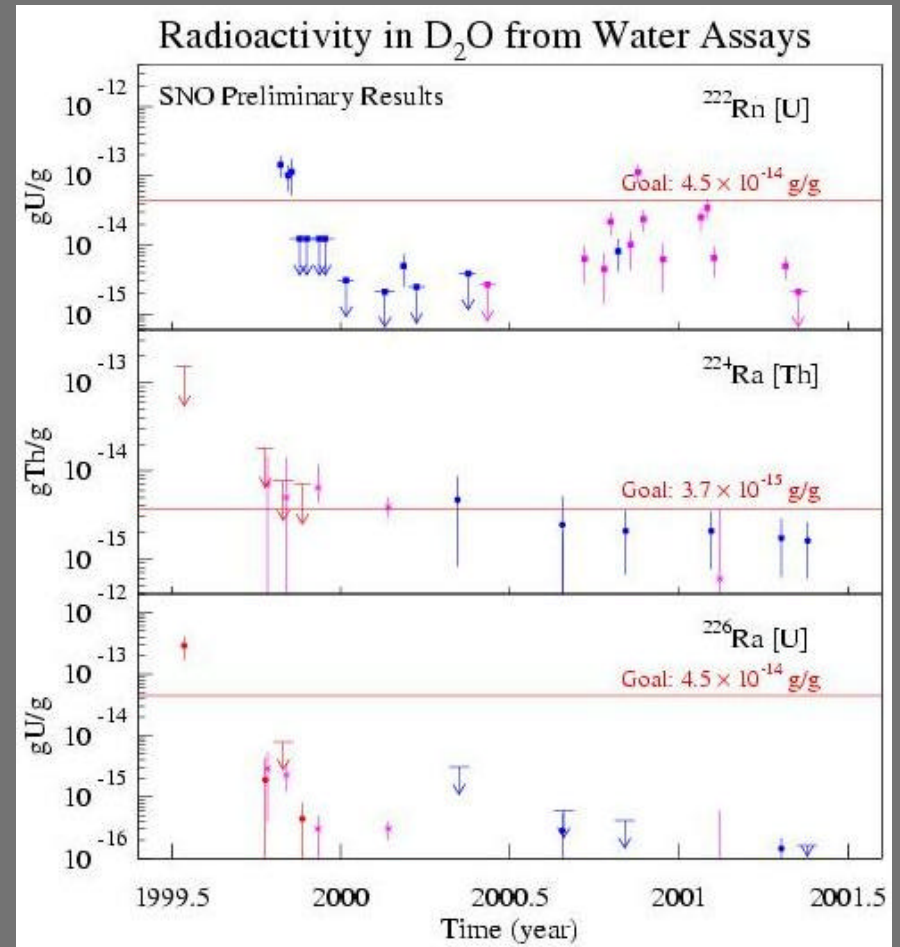 Radioactivity in D₂O from Water Assays
SNO Preliminary Results
²²²Rn [U]
10⁻¹²
10⁻¹³
Goal: 4.5 × 10⁻¹⁴ g/g
10⁻¹⁴
10⁻¹⁵
gU/g
²²⁴Ra [Th]
10⁻¹³
10⁻¹⁴
Goal: 3.7 × 10⁻¹⁵ g/g
10⁻¹⁵
gTh/g
²²⁶Ra [U]
10⁻¹²
10⁻¹³
Goal: 4.5 × 10⁻¹⁴ g/g
10⁻¹⁴
10⁻¹⁵
10⁻¹⁶
gU/g
1999.5 2000 2000.5 2001 2001.5
Time (year)